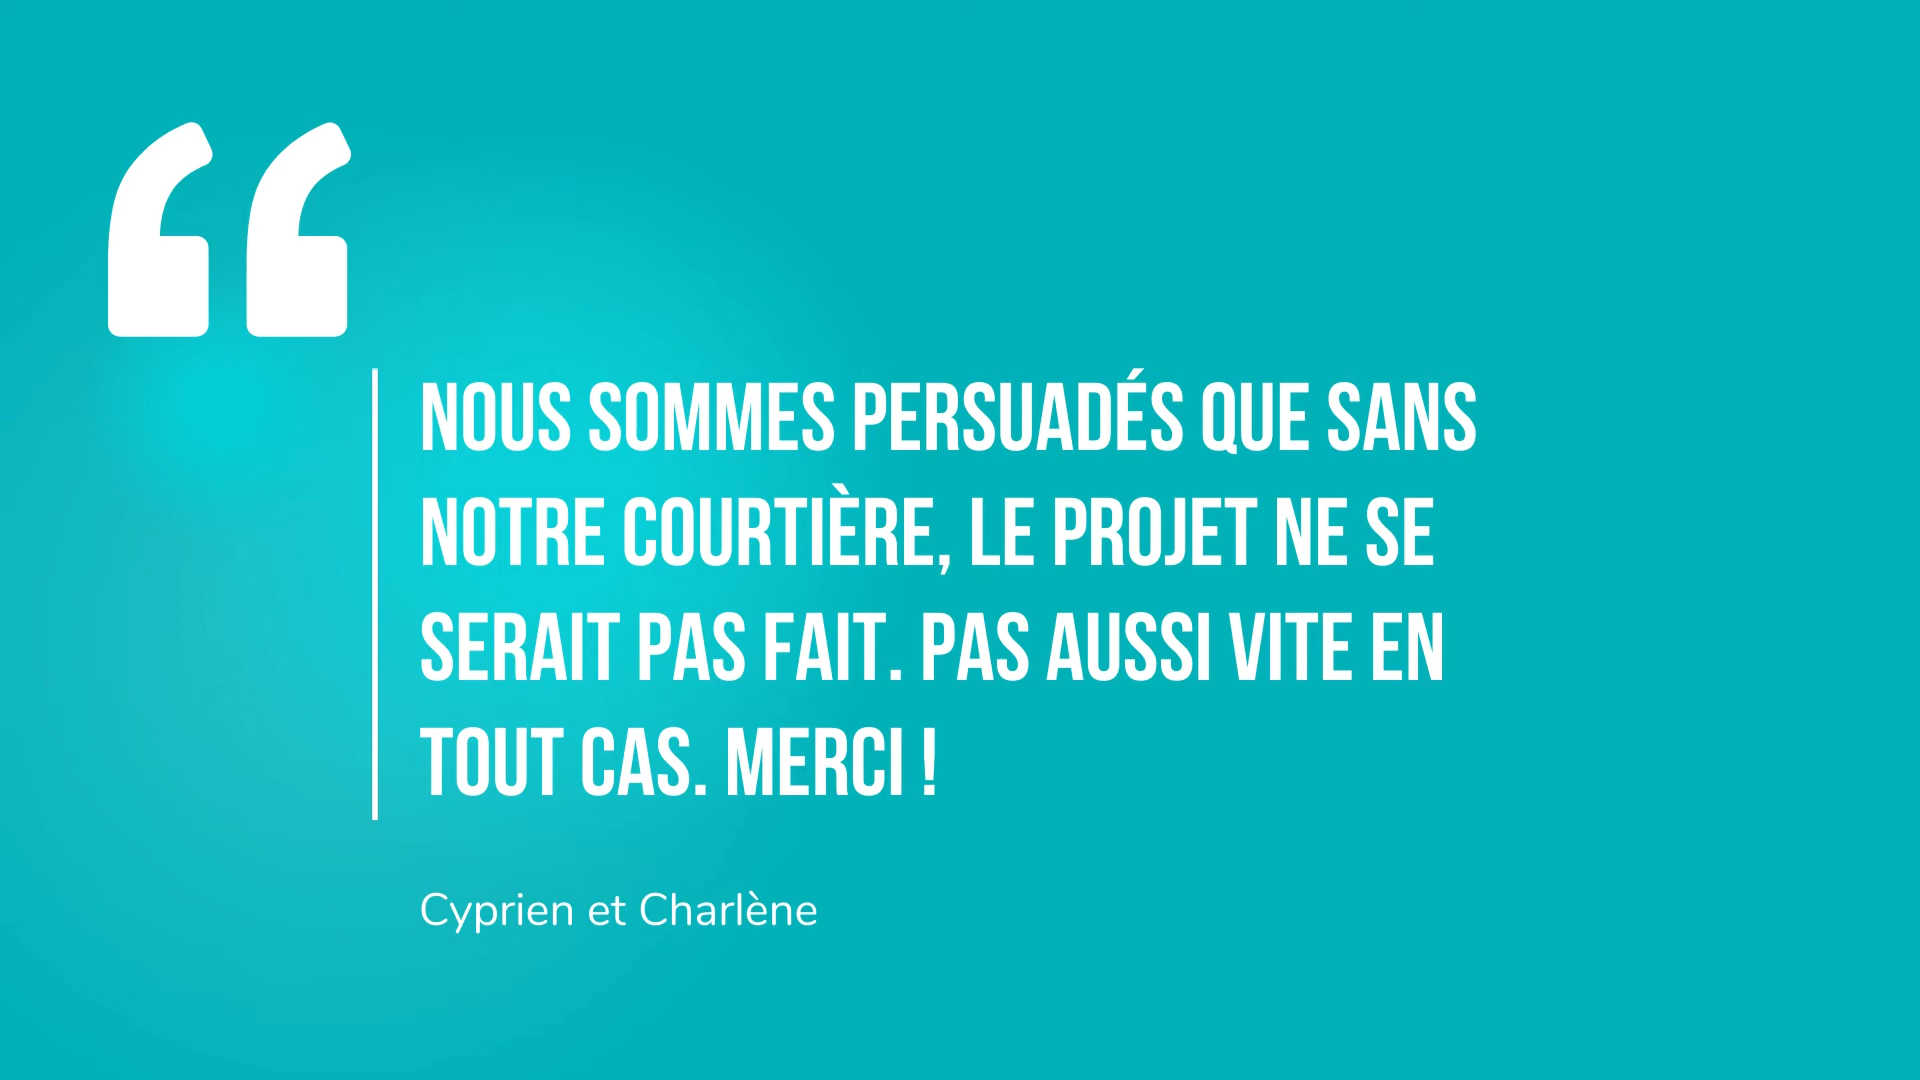 “
NOUS SOMMES PERSUADÉS QUE SANS
NOTRE COURTIÈRE, LE PROJET NE SE
SERAIT PAS FAIT. PAS AUSSI VITE EN
TOUT CAS. MERCI !
Cyprien et Charlène